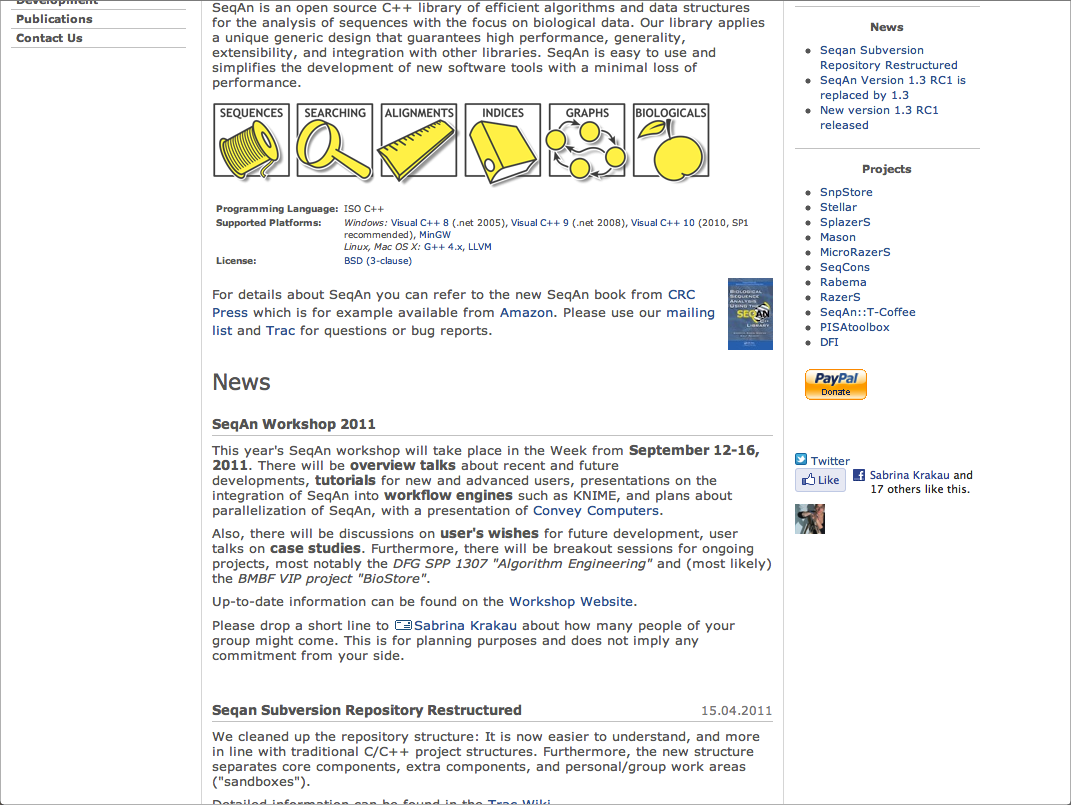 Development
Publications
Contact Us
SeqAn is an open source C++ library of efficient algorithms and data structures
for the analysis of sequences with the focus on biological data. Our library applies
a unique generic design that guarantees high performance, generality,
extensibility, and integration with other libraries. SeqAn is easy to use and
simplifies the development of new software tools with a minimal loss of
performance.
SEQUENCES SEARCHING ALIGNMENTS INDICES GRAPHS BIOLOGICALS
Programming Language: ISO C++
Supported Platforms: Windows: Visual C++ 8 (.net 2005), Visual C++ 9 (.net 2008), Visual C++ 10 (2010, SP1
recommended), MinGW
Linux, Mac OS X: G++ 4.x, LLVM
License: BSD (3-clause)
For details about SeqAn you can refer to the new SeqAn book from CRC
Press which is for example available from Amazon. Please use our mailing
list and Trac for questions or bug reports.
BIOLOGICAL
SEQUENCE
ANALYSIS
USING THE
SEQAN
C++
LIBRARY
News
SeqAn Workshop 2011
This year's SeqAn workshop will take place in the Week from September 12-16,
2011. There will be overview talks about recent and future
developments, tutorials for new and advanced users, presentations on the
integration of SeqAn into workflow engines such as KNIME, and plans about
parallelization of SeqAn, with a presentation of Convey Computers.
Also, there will be discussions on user's wishes for future development, user
talks on case studies. Furthermore, there will be breakout sessions for ongoing
projects, most notably the DFG SPP 1307 "Algorithm Engineering" and (most likely)
the BMBF VIP project "BioStore".
Up-to-date information can be found on the Workshop Website.
Please drop a short line to Sabrina Krakau about how many people of your
group might come. This is for planning purposes and does not imply any
commitment from your side.
Seqan Subversion Repository Restructured 15.04.2011
We cleaned up the repository structure: It is now easier to understand, and more
in line with traditional C/C++ project structures. Furthermore, the new structure
separates core components, extra components, and personal/group work areas
("sandboxes").
Detailed information can be found in the Trac Wiki.
News
Seqan Subversion
Repository Restructured
SeqAn Version 1.3 RC1 is
replaced by 1.3
New version 1.3 RC1
released
Projects
SnpStore
Stellar
SplazerS
Mason
MicroRazerS
SeqCons
Rabema
RazerS
SeqAn::T-Coffee
PISAtoolbox
DFI
PayPal
Donate
Twitter
Like
Sabrina Krakau and
17 others like this.